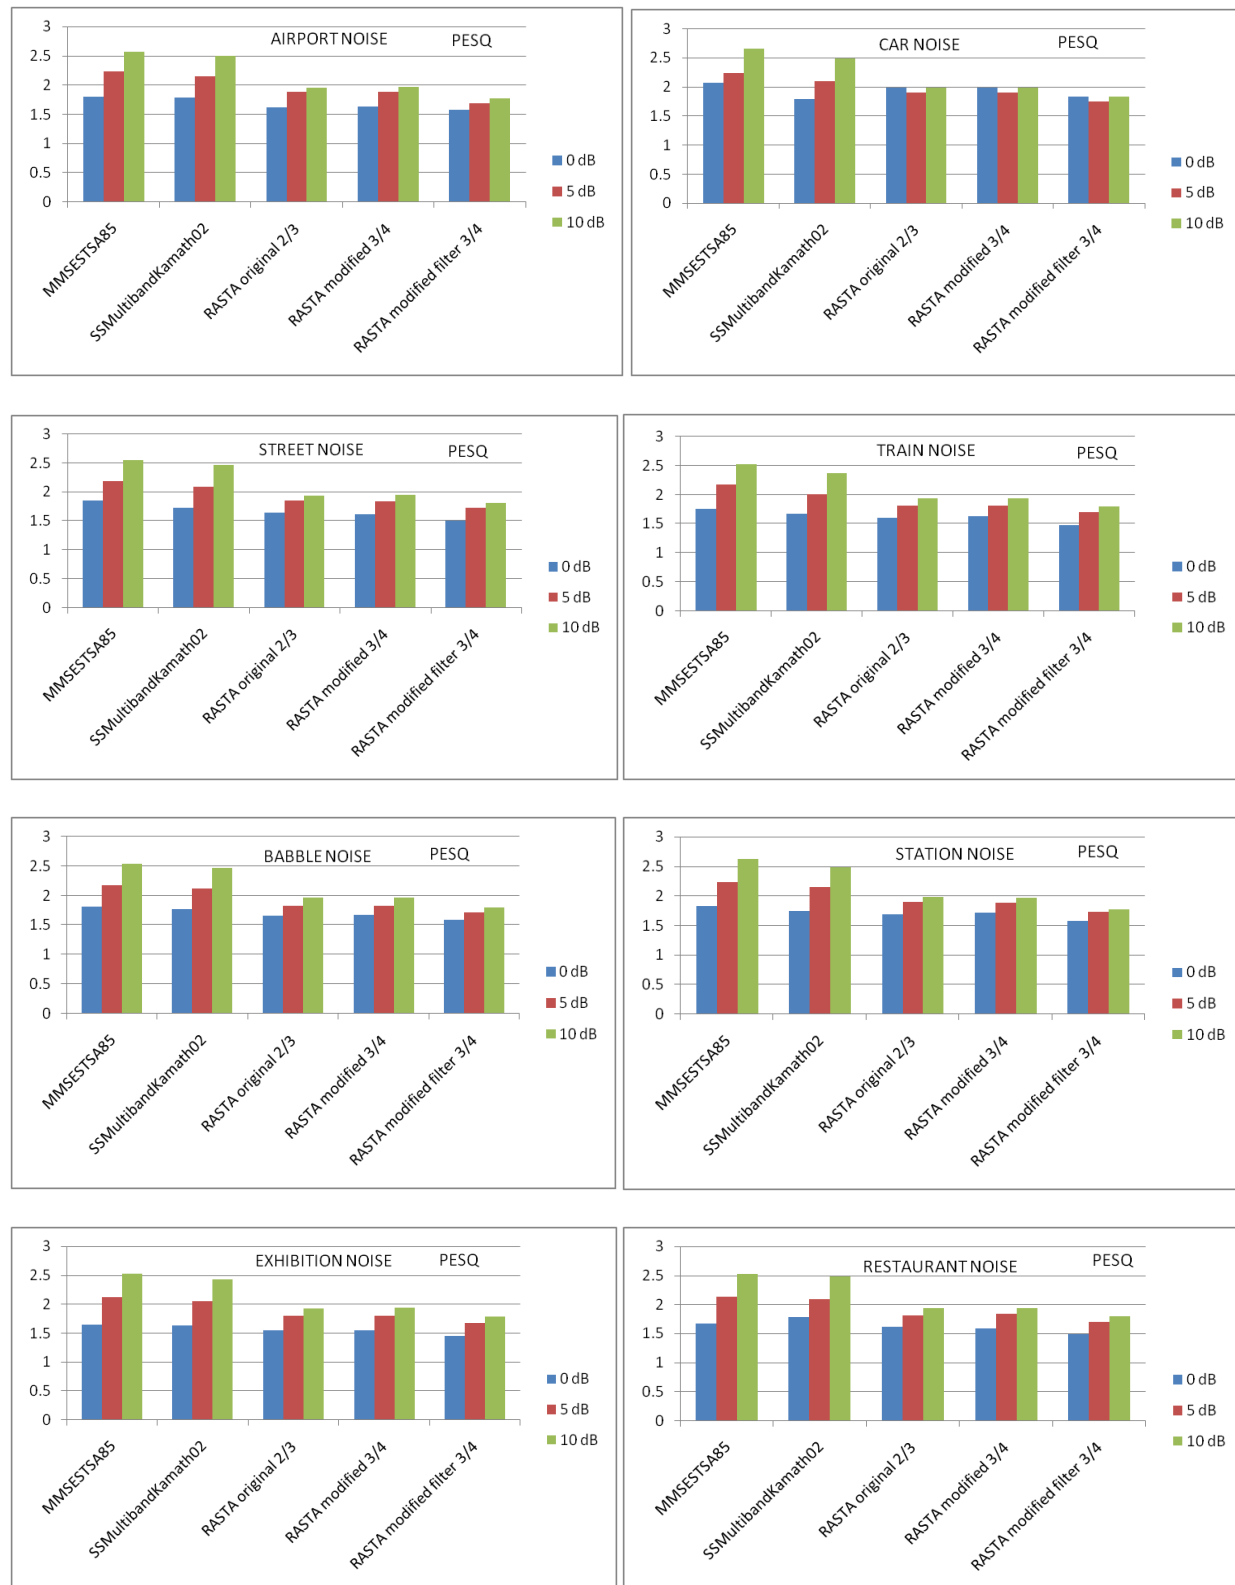 AIRPORT NOISE PESQ
3
2.5
2
1.5
1
0.5
0
0 dB
5 dB
10 dB
MMSESTSA85
SSMultibandKamath02
RASTA original 2/3
RASTA modified 3/4
RASTA modified filter 3/4
CAR NOISE PESQ
3
2.5
2
1.5
1
0.5
0
0 dB
5 dB
10 dB
MMSESTSA85
SSMultibandKamath02
RASTA original 2/3
RASTA modified 3/4
RASTA modified filter 3/4
STREET NOISE PESQ
3
2.5
2
1.5
1
0.5
0
0 dB
5 dB
10 dB
MMSESTSA85
SSMultibandKamath02
RASTA original 2/3
RASTA modified 3/4
RASTA modified filter 3/4
TRAIN NOISE PESQ
3
2.5
2
1.5
1
0.5
0
0 dB
5 dB
10 dB
MMSESTSA85
SSMultibandKamath02
RASTA original 2/3
RASTA modified 3/4
RASTA modified filter 3/4
BABBLE NOISE PESQ
3
2.5
2
1.5
1
0.5
0
0 dB
5 dB
10 dB
MMSESTSA85
SSMultibandKamath02
RASTA original 2/3
RASTA modified 3/4
RASTA modified filter 3/4
STATION NOISE PESQ
3
2.5
2
1.5
1
0.5
0
0 dB
5 dB
10 dB
MMSESTSA85
SSMultibandKamath02
RASTA original 2/3
RASTA modified 3/4
RASTA modified filter 3/4
EXHIBITION NOISE PESQ
3
2.5
2
1.5
1
0.5
0
0 dB
5 dB
10 dB
MMSESTSA85
SSMultibandKamath02
RASTA original 2/3
RASTA modified 3/4
RASTA modified filter 3/4
RESTAURANT NOISE PESQ
3
2.5
2
1.5
1
0.5
0
0 dB
5 dB
10 dB
MMSESTSA85
SSMultibandKamath02
RASTA original 2/3
RASTA modified 3/4
RASTA modified filter 3/4